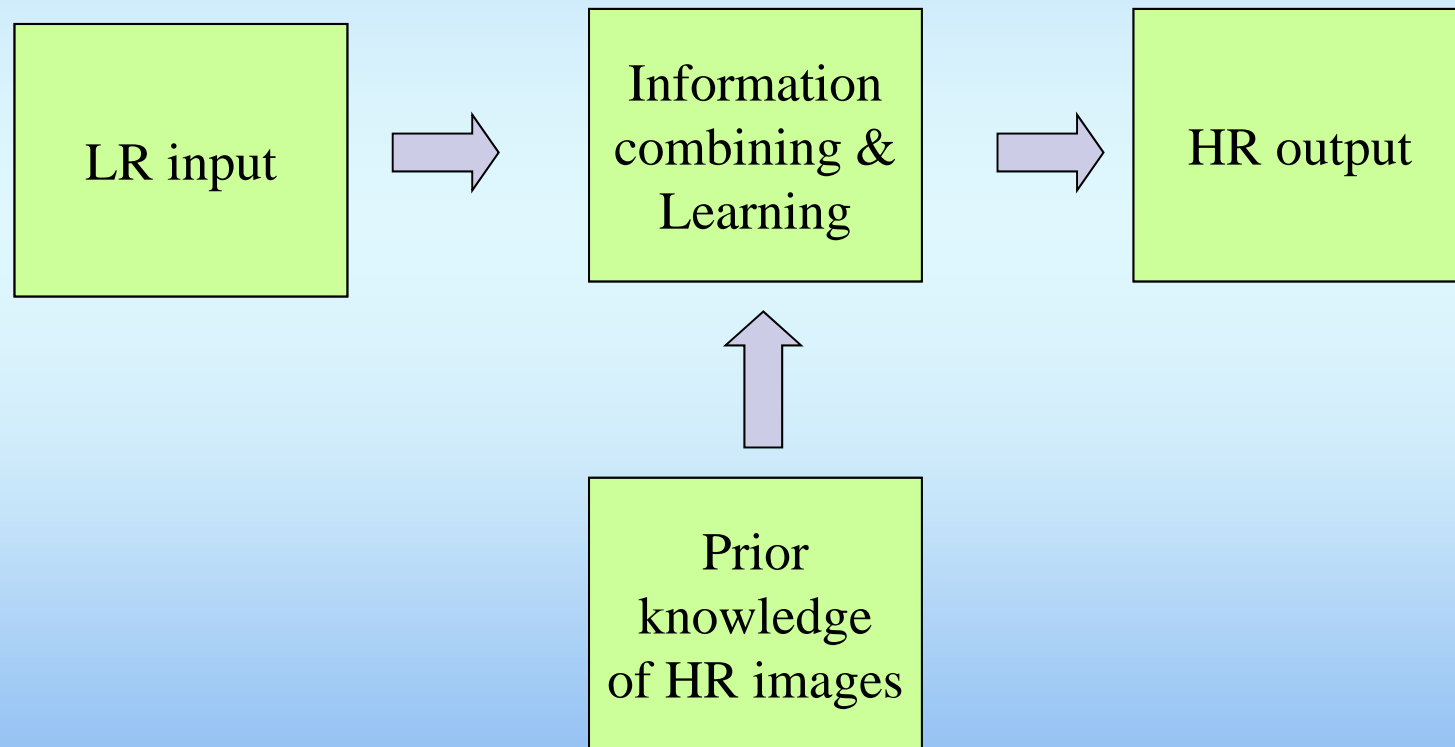 LR input
Information
combining &
Learning
HR output
Prior
knowledge
of HR images